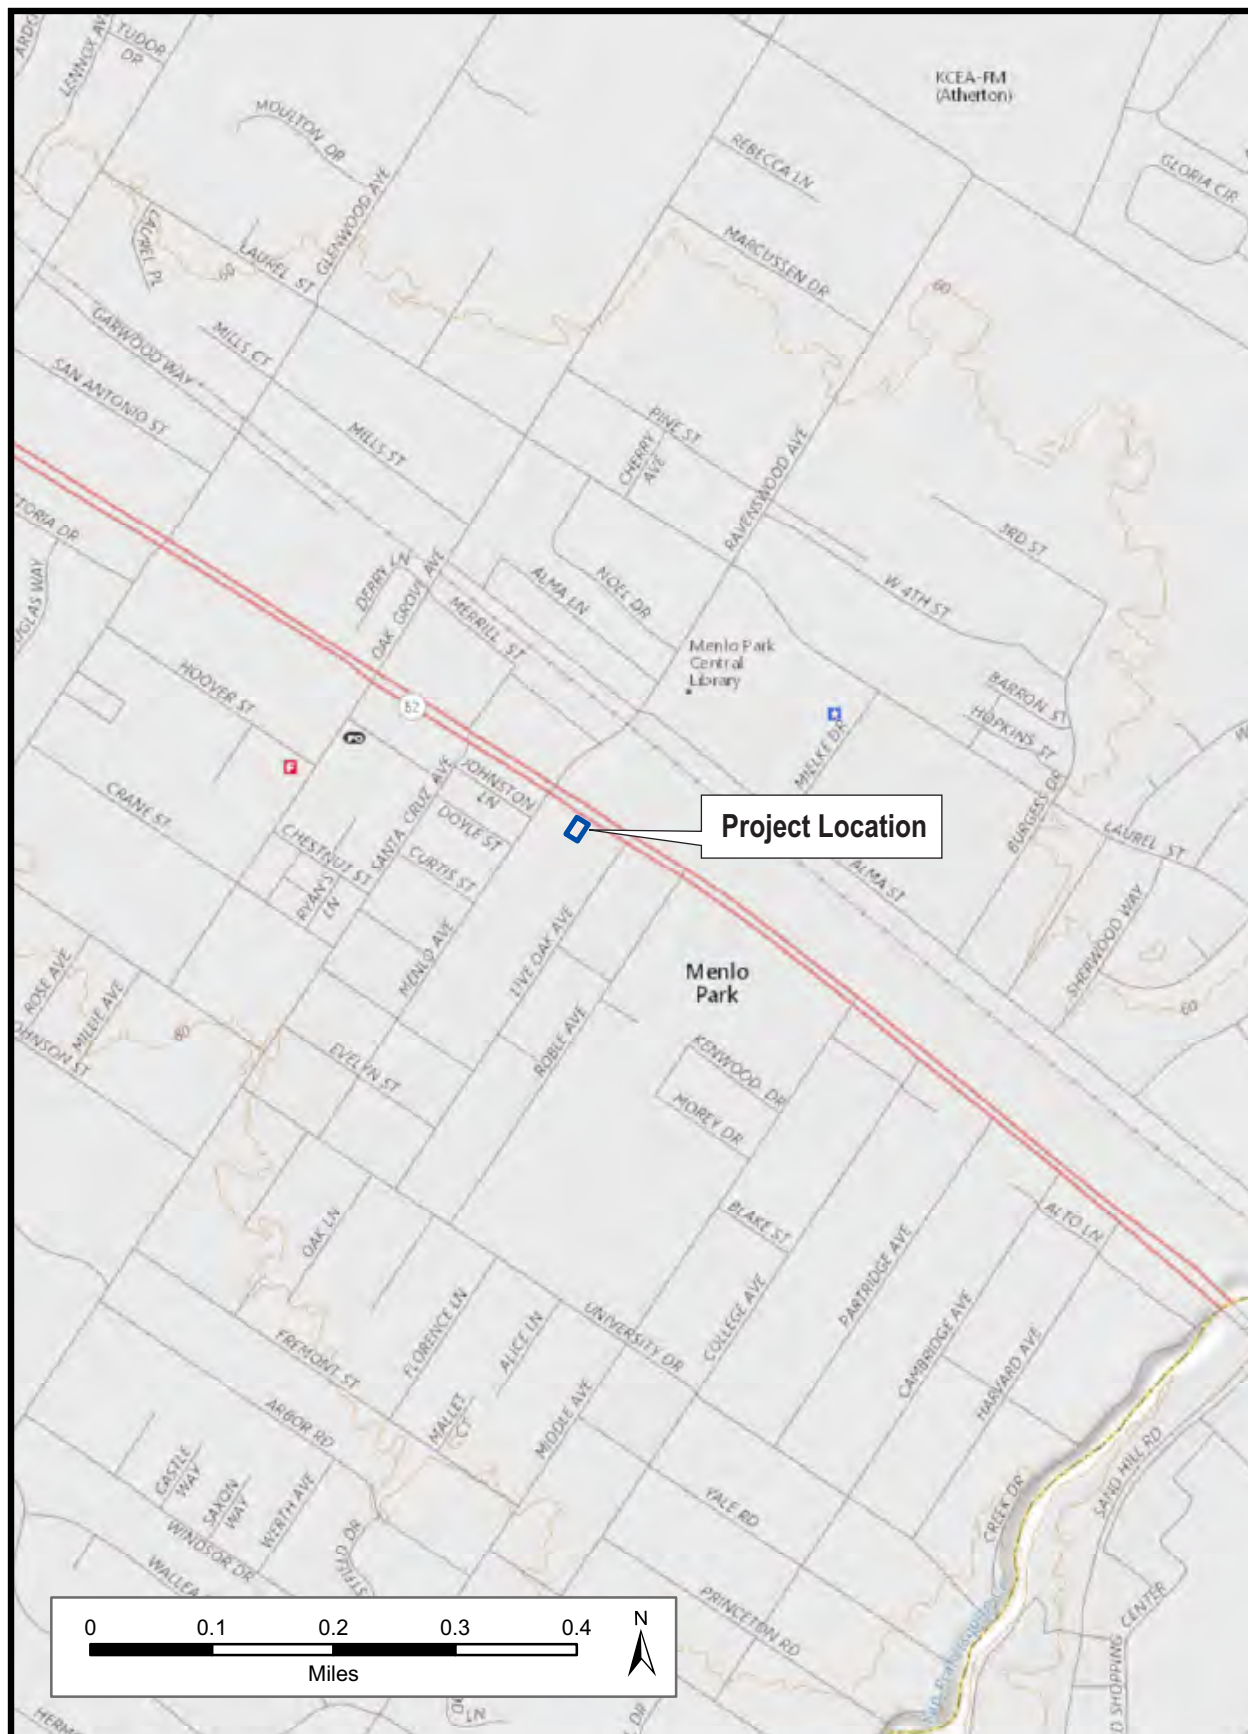 TUDOR
DR
LENNOX AVE
KCEA-FM
(Atherton)
MOULTON DR
REBECCA LN
GLORIA CIR
GLENWOOD AVE
LAUREL PL
LAUREL ST
60
MARCUSSEN DR
60
GARWOOD WAY
MILLS CT
SAN ANTONIO ST
MILLS ST
PINE ST
CHERRY
AVE
RAVENSWOOD AVE
3RD ST
DERRY LN
OAK GROVE AVE
MERRILL ST
ALMA LN
NOEL DR
W 4TH ST
Menlo Park
Central
Library
HOOVER ST
82
BARRON ST
HOPKINS ST
MIELKE DR
PO
F
JOHNSTON
LN
CRANE ST
SANTA CRUZ AVE
DOYLE ST
CHESTNUT ST
CURTIS ST
RYAN'S
LN
Project Location
BURGESS DR
LAUREL ST
ALMA ST
SHERWOOD WAY
MENLO AVE
LIVE OAK AVE
Menlo
Park
ROSE AVE
MILLIE AVE
80
60
EVELYN ST
ROBLE AVE
KENWOOD DR
MOREY DR
OAK LN
BLAKE ST
ALTO LN
PARTRIDGE AVE
COLLEGE AVE
UNIVERSITY DR
FLORENCE LN
ALICE LN
CAMBRIDGE AVE
HARVARD AVE
FREMONT ST
ARBOR RD
MALLET
CT
MIDDLE AVE
CASTLE
WAY
SAXON
WAY
WERTH AVE
WINDSOR DR
YALE RD
CREEK DR
SAND HILL RD
PRINCETON RD
0 0.1 0.2 0.3 0.4
Miles
N
LN
DR
D SHOPPING CENTER